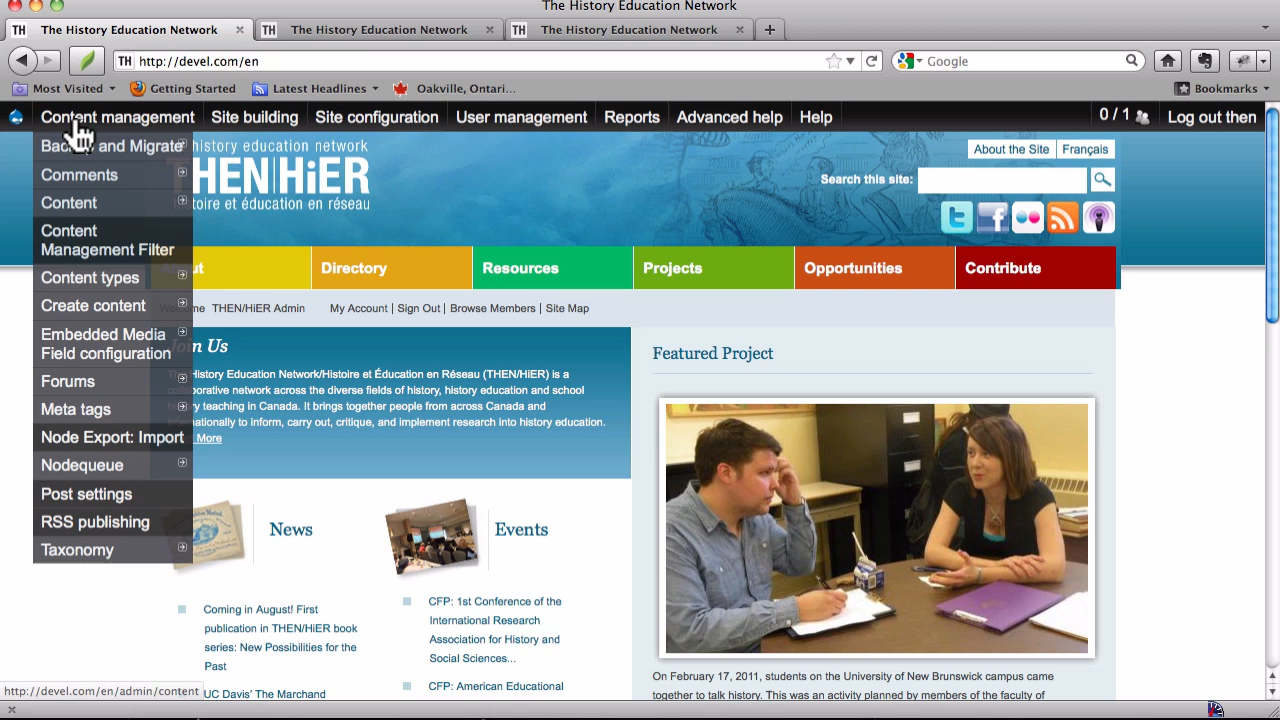 The History Education Network
TH The History Education Network
TH The History Education Network
TH The History Education Network
TH http://devel.com/en
Google
Most Visited
Getting Started
Latest Headlines
Oakville, Ontari...
Bookmarks
Content management
Site building
Site configuration
User management
Reports
Advanced help
Help
0 / 1
Log out then
Backup and Migrate
Comments
Content
Content
Management Filter
Content types
Create content
Embedded Media
Field configuration
Forums
Meta tags
Node Export: Import
Nodequeue
Post settings
RSS publishing
Taxonomy
history education network
THEN|HiER
histoire et éducation en réseau
About the Site
Français
Search this site:
Directory
Resources
Projects
Opportunities
Contribute
THEN/HiER Admin
My Account | Sign Out | Browse Members | Site Map
Join Us
History Education Network/Histoire et Éducation en Réseau (THEN/HiER) is a
collaborative network across the diverse fields of history, history education and school
history teaching in Canada. It brings together people from across Canada and
internationally to inform, carry out, critique, and implement research into history education.
More
Featured Project
News
Events
Coming in August! First
publication in THEN/HiER book
series: New Possibilities for the
Past
UC Davis' The Marchand
CFP: 1st Conference of the
International Research
Association for History and
Social Sciences...
CFP: American Educational
On February 17, 2011, students on the University of New Brunswick campus came
together to talk history. This was an activity planned by members of the faculty of
http://devel.com/en/admin/content